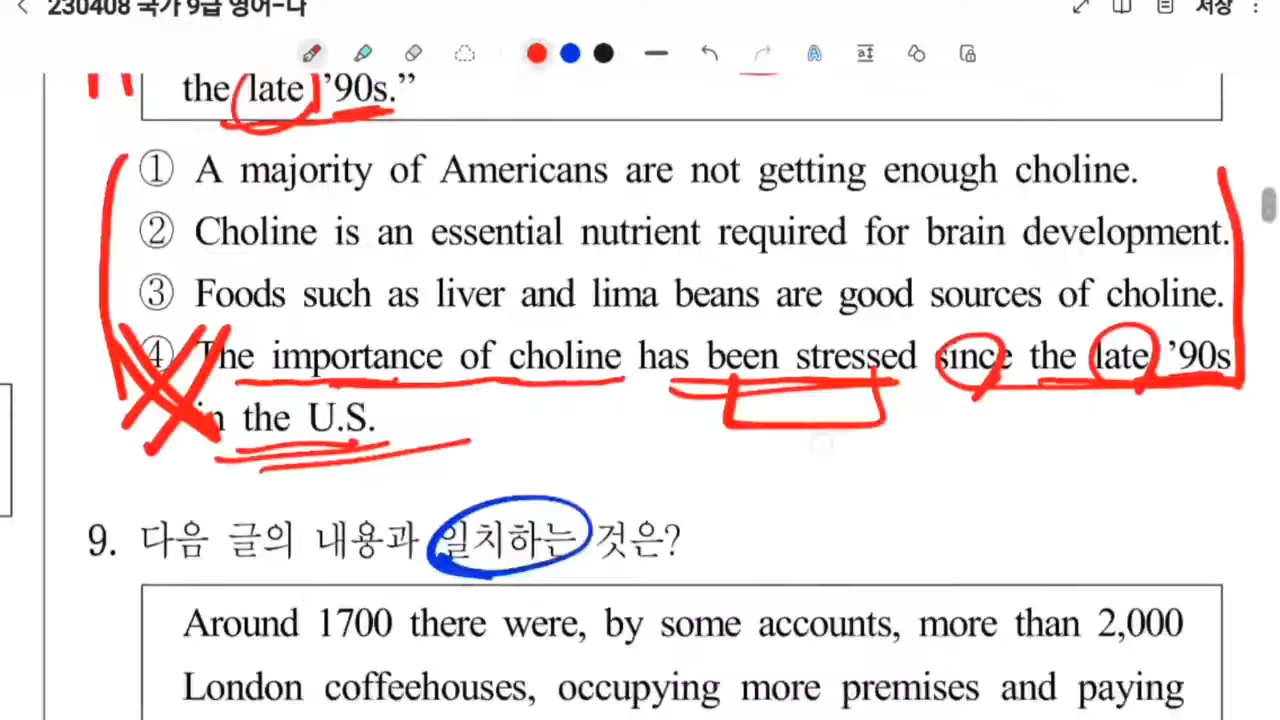 230408 국가 9급 영어-나
저장
the late ’90s.”
① A majority of Americans are not getting enough choline.
② Choline is an essential nutrient required for brain development.
③ Foods such as liver and lima beans are good sources of choline.
④ The importance of choline has been stressed since the late ’90s
in the U.S.
9. 다음 글의 내용과 일치하는 것은?
Around 1700 there were, by some accounts, more than 2,000
London coffeehouses, occupying more premises and paying